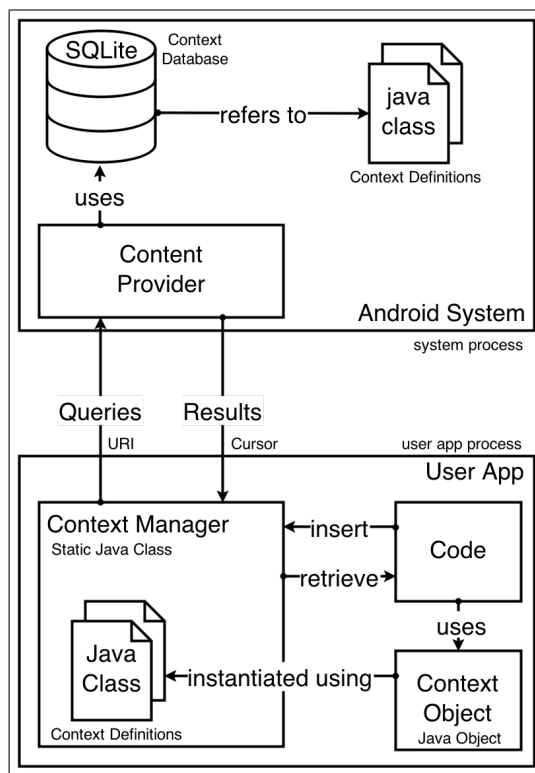 SQLite
Context
Database
refers to
java
class
Context Definitions
uses
Content
Provider
Android System
system process
Queries
URI
Results
Cursor
user app process
User App
Context Manager
Static Java Class
insert
retrieve
Code
uses
Java
Class
Context Definitions
instantiated using
Context
Object
Java Object